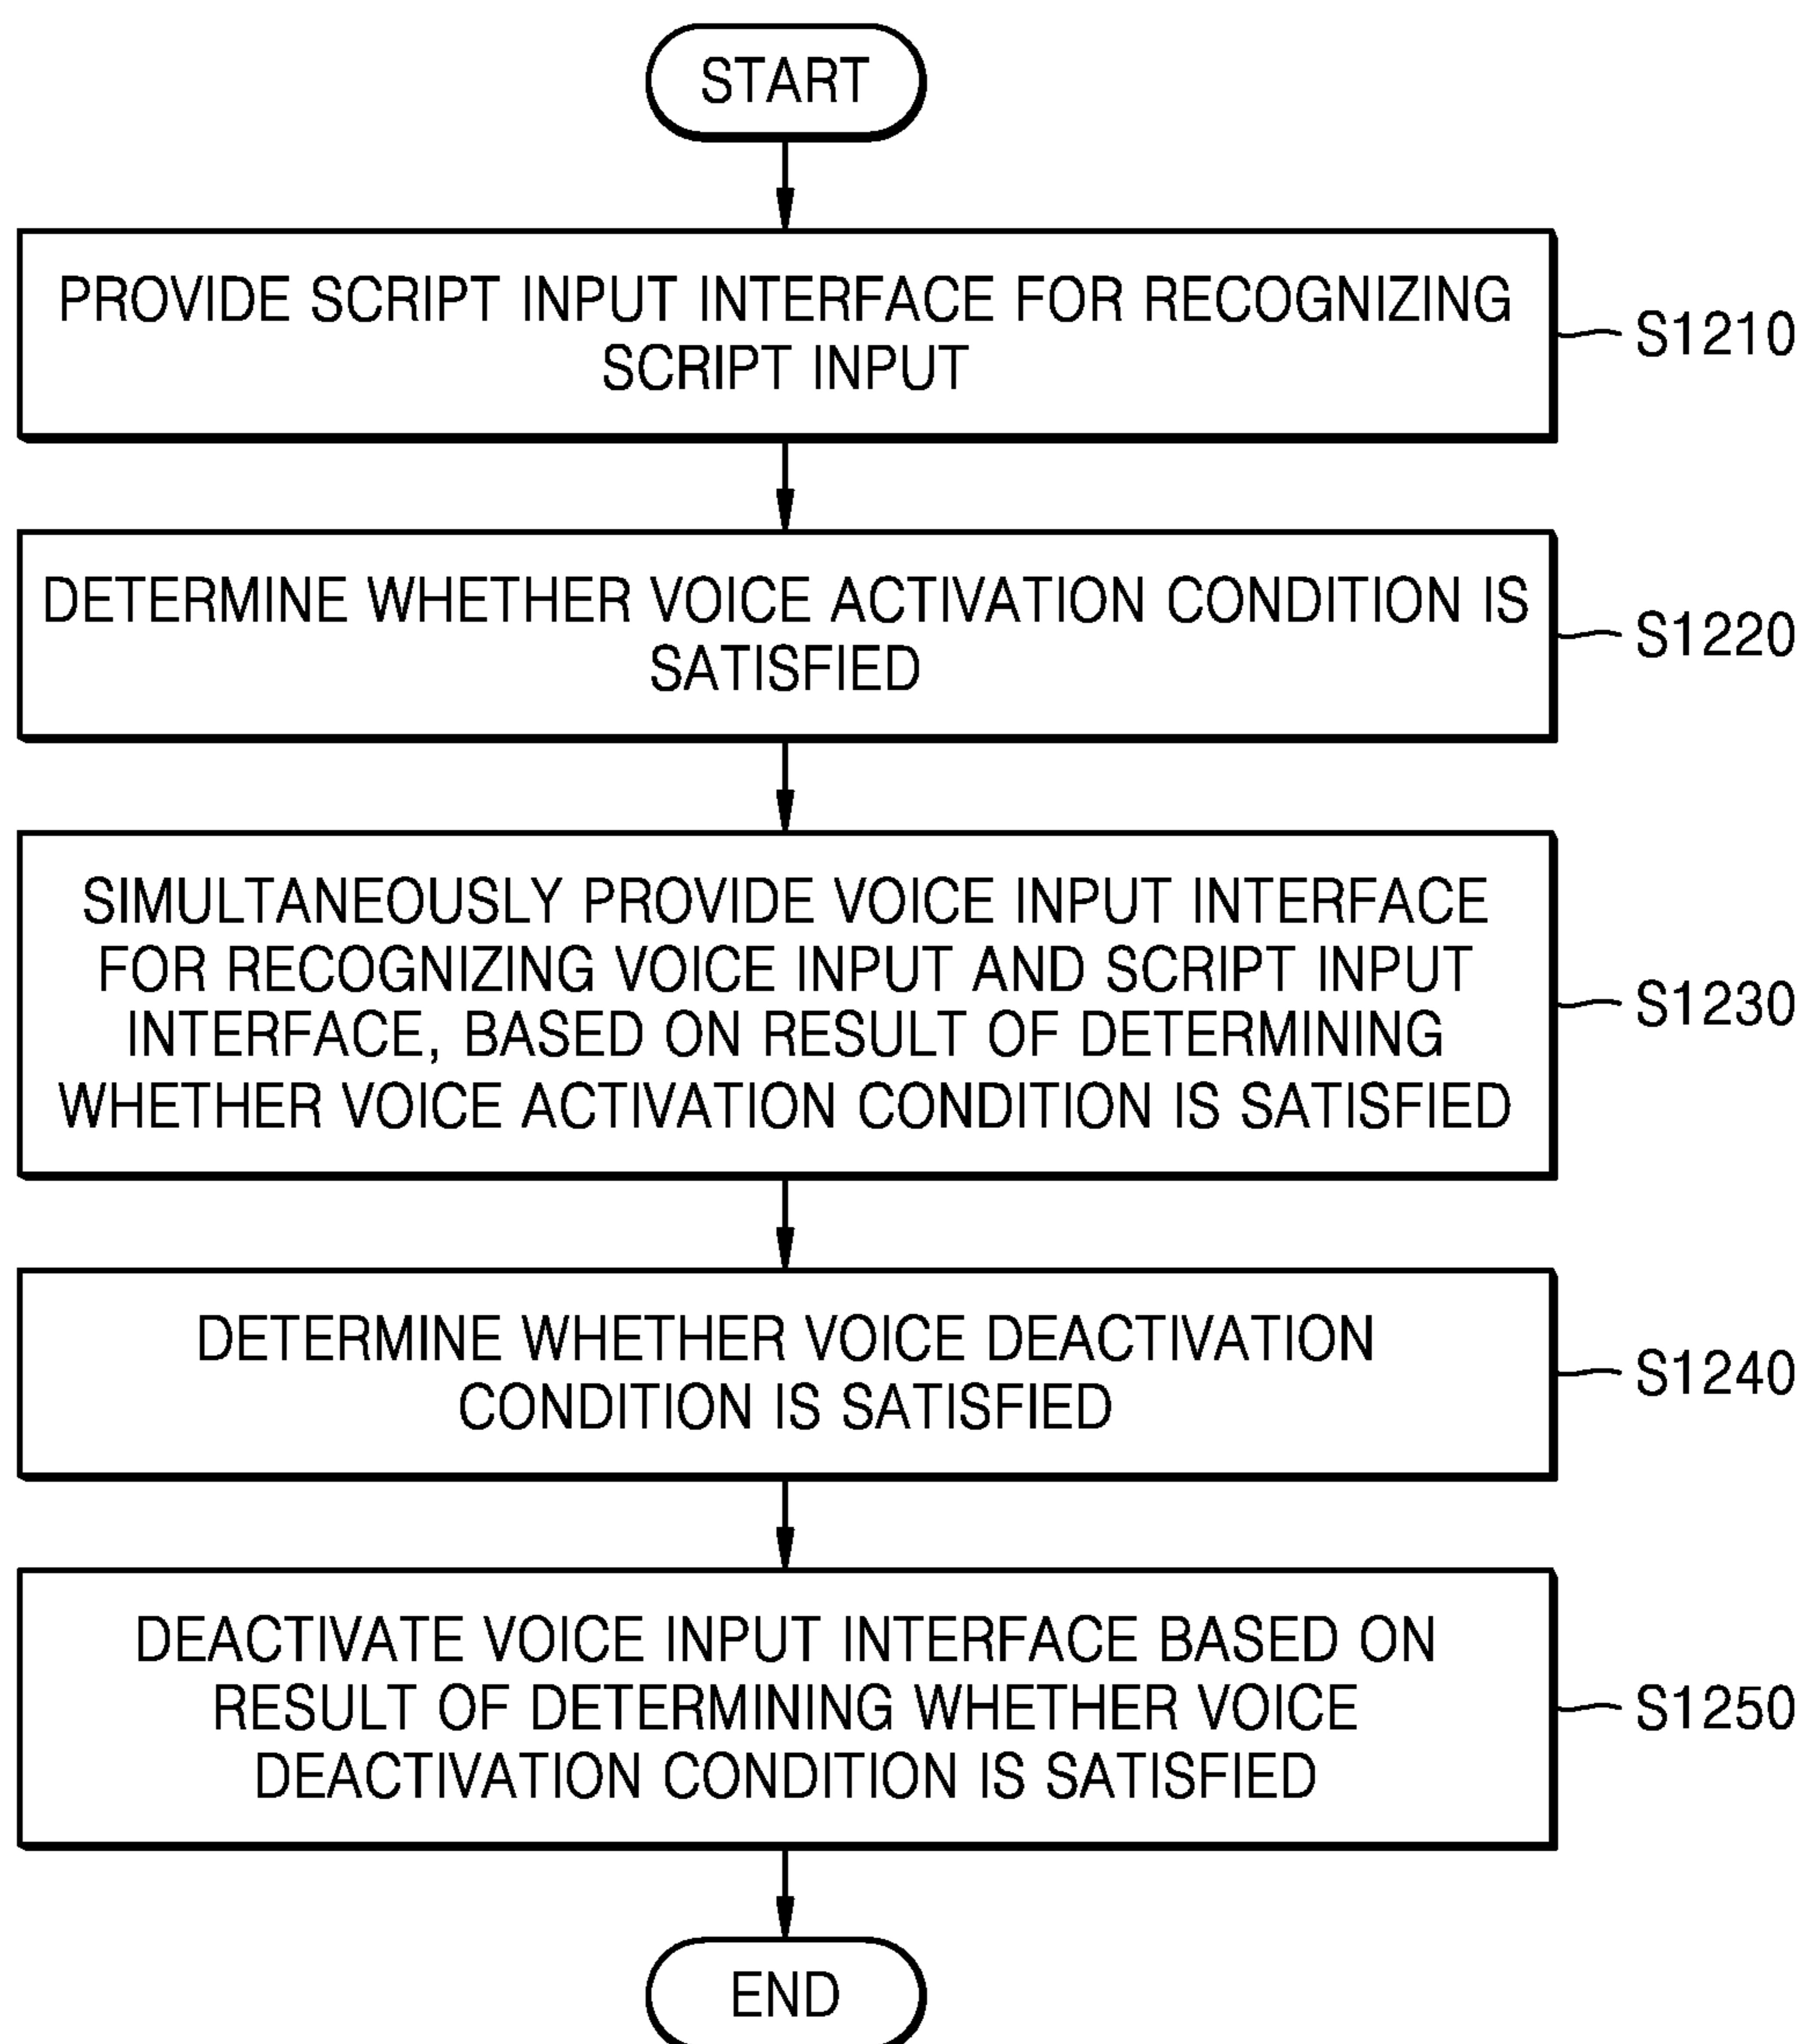 START
PROVIDE SCRIPT INPUT INTERFACE FOR RECOGNIZING
SCRIPT INPUT
S1210
DETERMINE WHETHER VOICE ACTIVATION CONDITION IS
SATISFIED
S1220
SIMULTANEOUSLY PROVIDE VOICE INPUT INTERFACE
FOR RECOGNIZING VOICE INPUT AND SCRIPT INPUT
INTERFACE, BASED ON RESULT OF DETERMINING
WHETHER VOICE ACTIVATION CONDITION IS SATISFIED
S1230
DETERMINE WHETHER VOICE DEACTIVATION
CONDITION IS SATISFIED
S1240
DEACTIVATE VOICE INPUT INTERFACE BASED ON
RESULT OF DETERMINING WHETHER VOICE
DEACTIVATION CONDITION IS SATISFIED
S1250
END